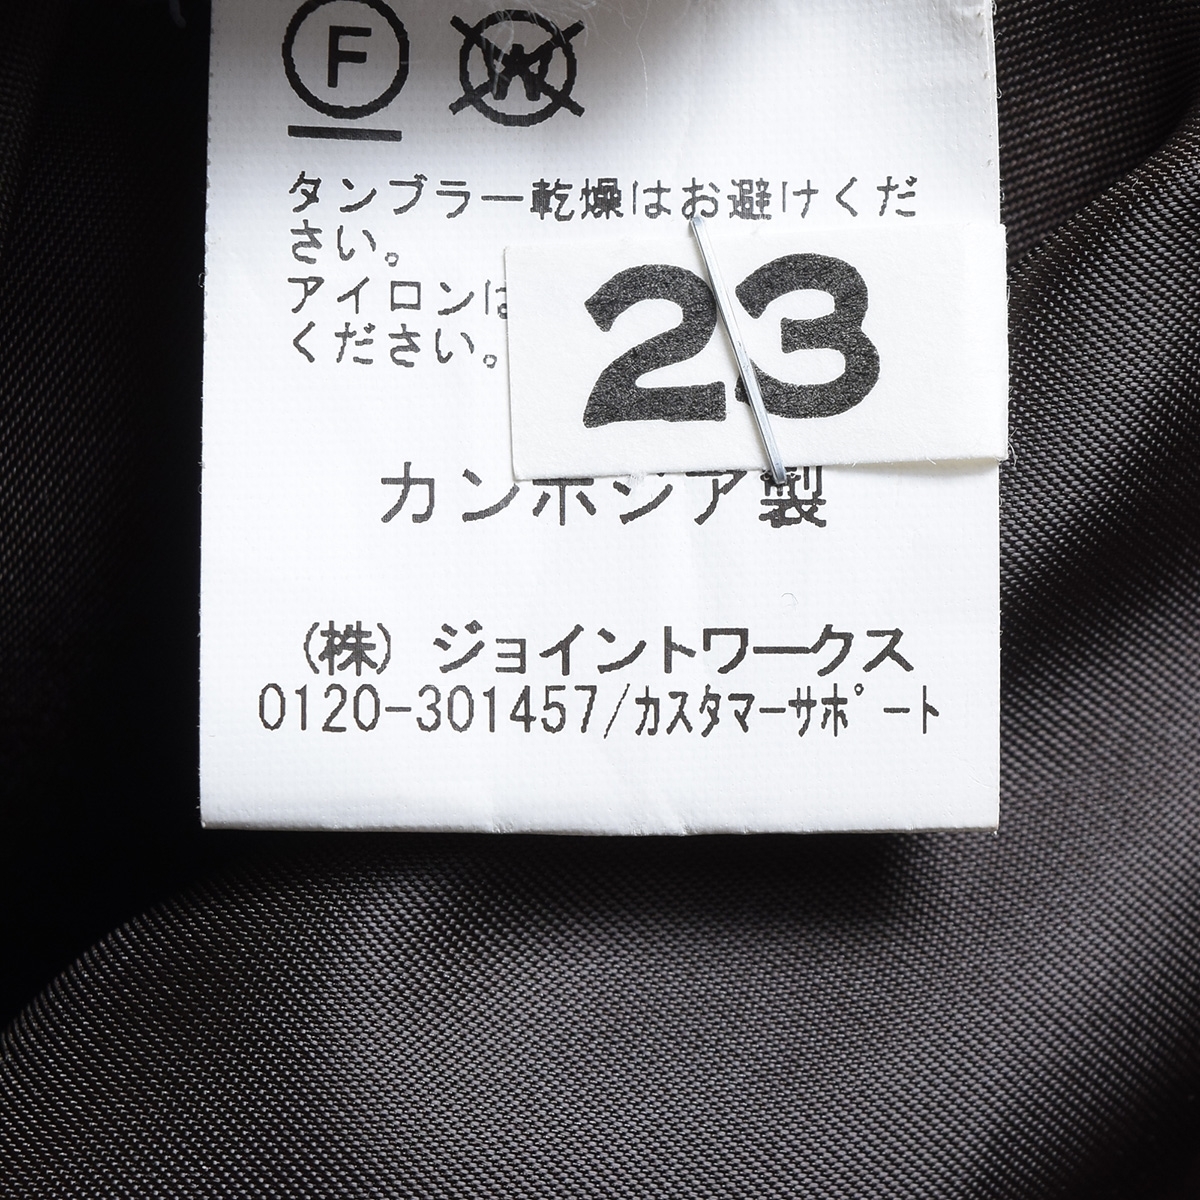 F W
タンブラー乾燥はお避けくだ
さい。
アイロンは
ください。
23
カンボジア製
(株) ジョイントワークス
0120-301457/カスタマーサポート